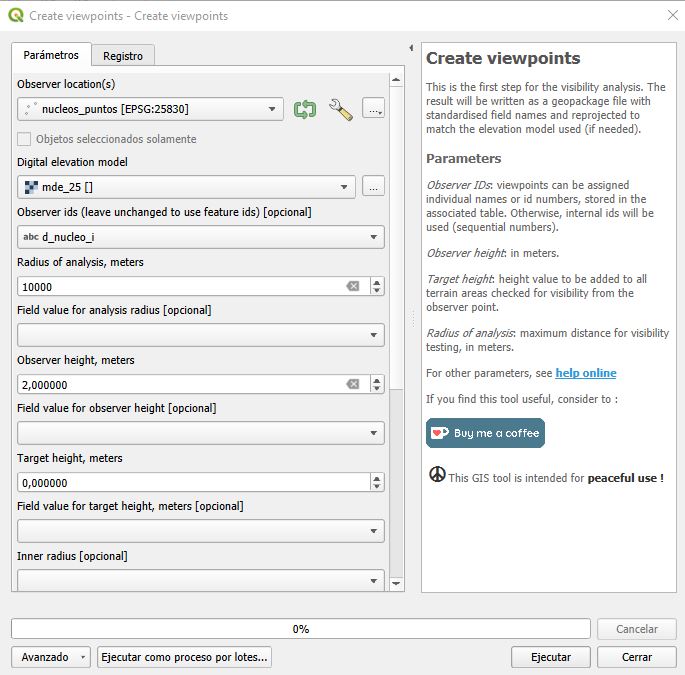 Create viewpoints - Create viewpoints
Parámetros
Registro
Observer location(s)
nucleos_puntos [EPSG:25830]
...
Objetos seleccionados solamente
Digital elevation model
mde_25 []
...
Observer ids (leave unchanged to use feature ids) [optional]
abc d_nucleo_i
Radius of analysis, meters
10000
Field value for analysis radius [opcional]
Observer height, meters
2,000000
Field value for observer height [opcional]
Target height, meters
0,000000
Field value for target height, meters [opcional]
Inner radius [opcional]
Create viewpoints
This is the first step for the visibility analysis. The
result will be written as a geopackage file with
standardised field names and reprojected to
match the elevation model used (if needed).
Parameters
Observer IDs: viewpoints can be assigned
individual names or id numbers, stored in the
associated table. Otherwise, internal ids will be
used (sequential numbers).
Observer height: in meters.
Target height: height value to be added to all
terrain areas checked for visibility from the
observer point.
Radius of analysis: maximum distance for visibility
testing, in meters.
For other parameters, see help online
If you find this tool useful, consider to :
Buy me a coffee
This GIS tool is intended for peaceful use !
0%
Cancelar
Avanzado
Ejecutar como proceso por lotes...
Ejecutar
Cerrar